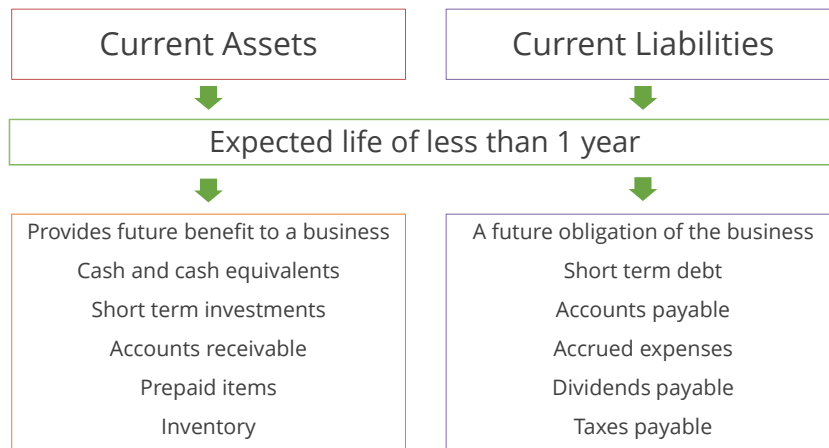 Current Assets
Current Liabilities
Expected life of less than 1 year
Provides future benefit to a business
Cash and cash equivalents
Short term investments
Accounts receivable
Prepaid items
Inventory
A future obligation of the business
Short term debt
Accounts payable
Accrued expenses
Dividends payable
Taxes payable